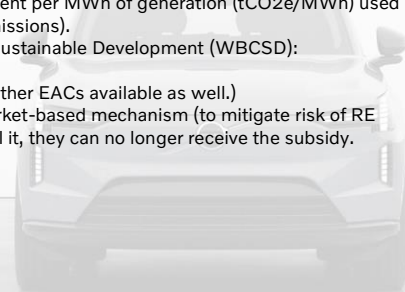 ent per MWh of generation (tCO2e/MWh) used
issions).
ustainable Development (WBCSD):
ther EACs available as well.)
rket-based mechanism (to mitigate risk of RE
l it, they can no longer receive the subsidy.